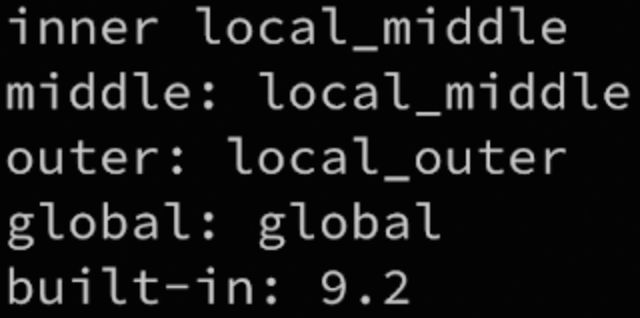 inner local_middle
middle: local_middle
outer: local_outer
global: global
built-in: 9.2